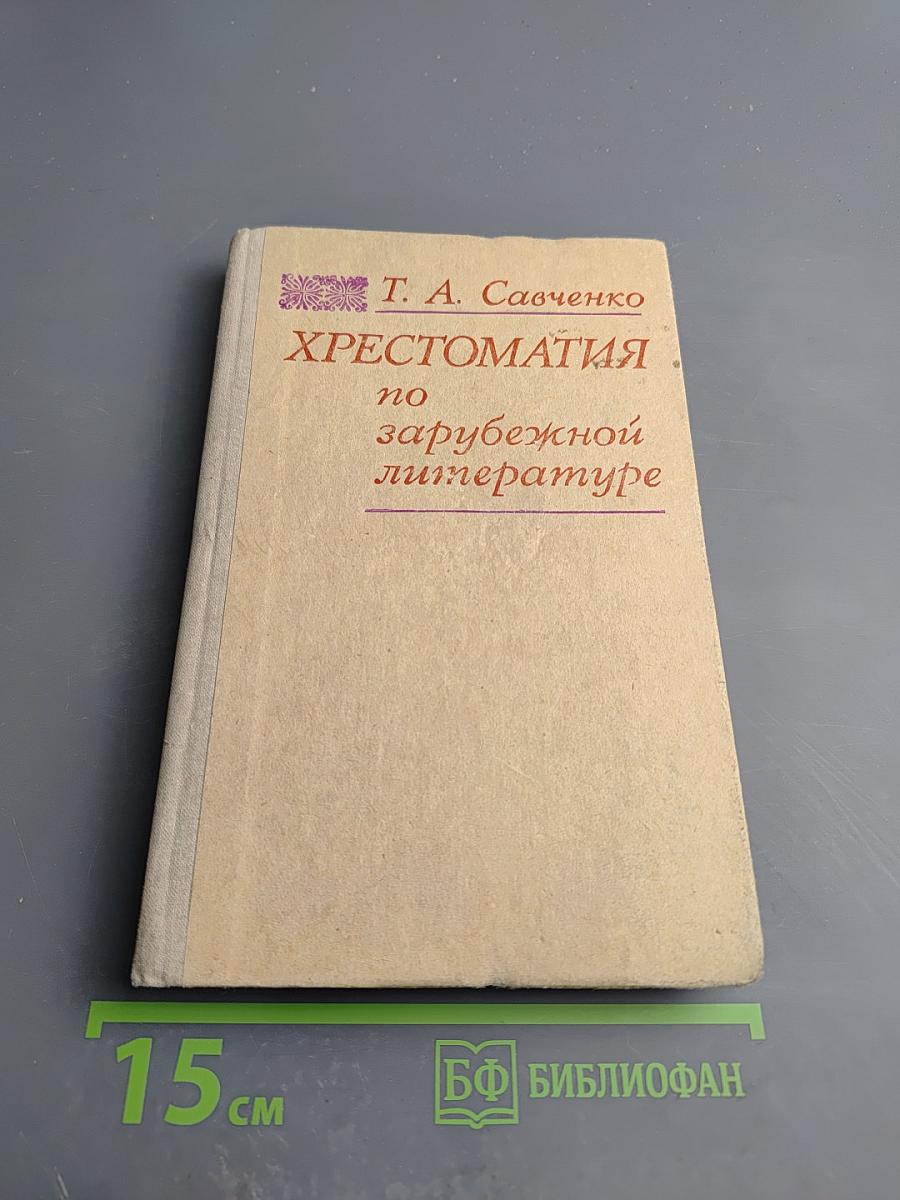 Т. А. Савченко
ХРЕСТОМАТИЯ
по
зарубежной
литературе
15 см
БФ БИБЛИОФАН